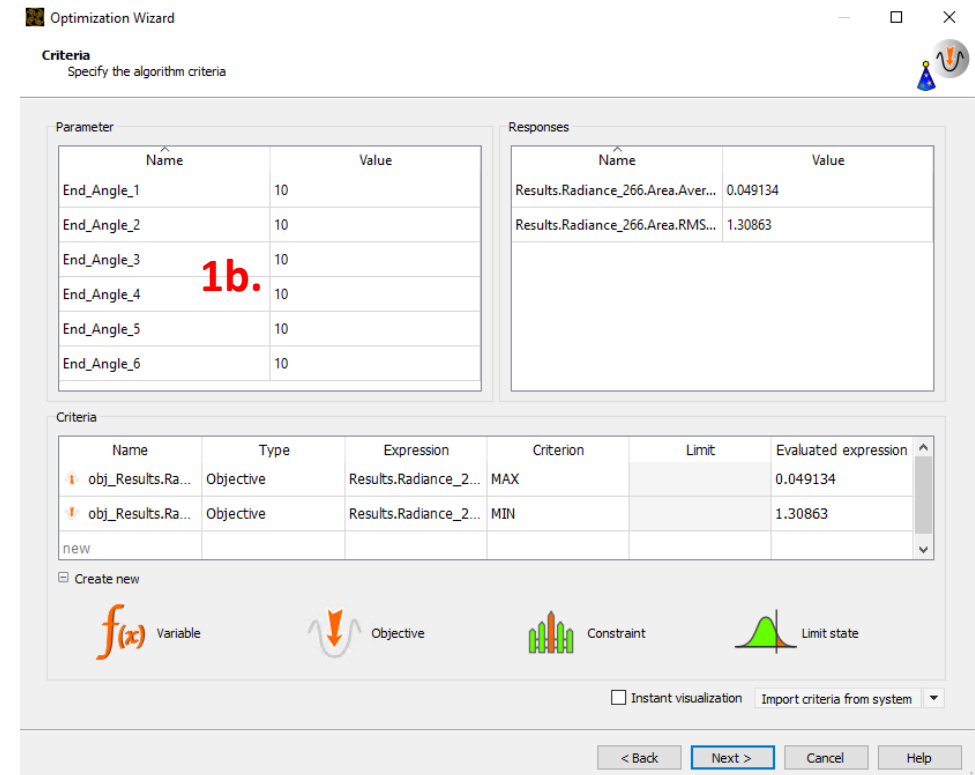 Optimization Wizard
Criteria
Specify the algorithm criteria
Parameter
Name Value
End_Angle_1 10
End_Angle_2 10
End_Angle_3 10
End_Angle_4 10
End_Angle_5 10
End_Angle_6 10
1b.
Responses
Name Value
Results.Radiance_266.Area.Aver... 0.049134
Results.Radiance_266.Area.RMS... 1.30863
Criteria
Name Type Expression Criterion Limit Evaluated expression
obj_Results.Ra... Objective Results.Radiance_2... MAX 0.049134
obj_Results.Ra... Objective Results.Radiance_2... MIN 1.30863
new
Create new
f(x) Variable Objective Constraint Limit state
Instant visualization Import criteria from system
< Back Next > Cancel Help